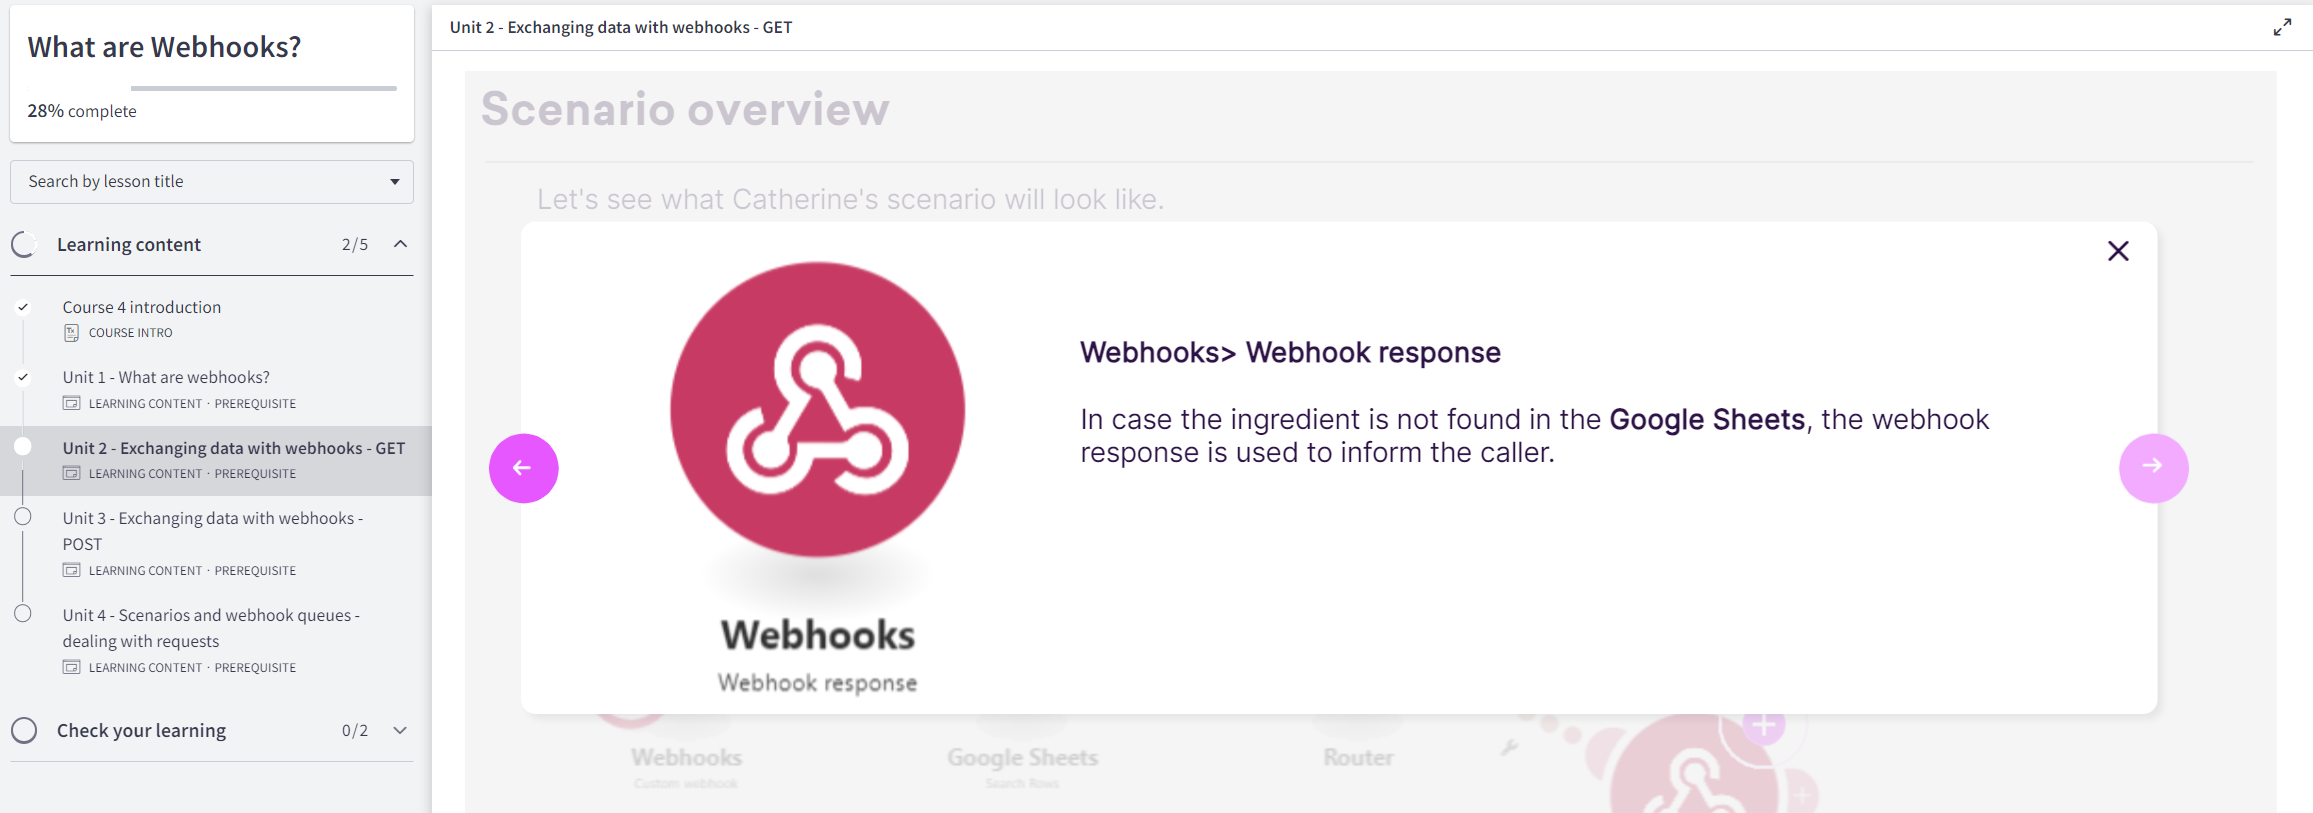 What are Webhooks?
28% complete
Search by lesson title
Learning content 2/5
Course 4 introduction
COURSE INTRO
Unit 1 - What are webhooks?
LEARNING CONTENT · PREREQUISITE
Unit 2 - Exchanging data with webhooks - GET
LEARNING CONTENT · PREREQUISITE
Unit 3 - Exchanging data with webhooks -
POST
LEARNING CONTENT · PREREQUISITE
Unit 4 - Scenarios and webhook queues -
dealing with requests
LEARNING CONTENT · PREREQUISITE
Check your learning 0/2
Unit 2 - Exchanging data with webhooks - GET
Scenario overview
Let's see what Catherine's scenario will look like.
Webhooks> Webhook response
In case the ingredient is not found in the Google Sheets, the webhook
response is used to inform the caller.
Webhooks
Webhook response
Webhooks
Custom webhook
Google Sheets
Search Rows
Router